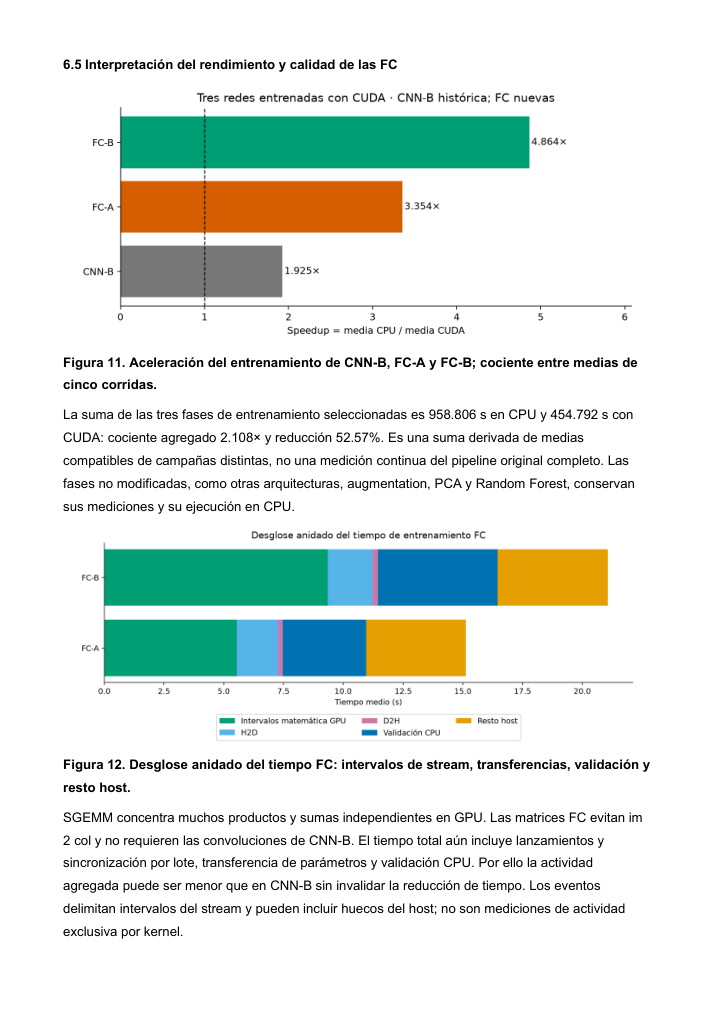 6.5 Interpretación del rendimiento y calidad de las FC
Tres redes entrenadas con CUDA · CNN-B histórica; FC nuevas
FC-B
4.864×
FC-A
3.354×
CNN-B
1.925×
0 1 2 3 4 5 6
Speedup = media CPU / media CUDA
Figura 11. Aceleración del entrenamiento de CNN-B, FC-A y FC-B; cociente entre medias de
cinco corridas.
La suma de las tres fases de entrenamiento seleccionadas es 958.806 s en CPU y 454.792 s con
CUDA: cociente agregado 2.108× y reducción 52.57%. Es una suma derivada de medias
compatibles de campañas distintas, no una medición continua del pipeline original completo. Las
fases no modificadas, como otras arquitecturas, augmentation, PCA y Random Forest, conservan
sus mediciones y su ejecución en CPU.
Desglose anidado del tiempo de entrenamiento FC
FC-B
FC-A
0.0 2.5 5.0 7.5 10.0 12.5 15.0 17.5 20.0
Tiempo medio (s)
Intervalos matemática GPU D2H Resto host
H2D Validación CPU
Figura 12. Desglose anidado del tiempo FC: intervalos de stream, transferencias, validación y
resto host.
SGEMM concentra muchos productos y sumas independientes en GPU. Las matrices FC evitan im
2 col y no requieren las convoluciones de CNN-B. El tiempo total aún incluye lanzamientos y
sincronización por lote, transferencia de parámetros y validación CPU. Por ello la actividad
agregada puede ser menor que en CNN-B sin invalidar la reducción de tiempo. Los eventos
delimitan intervalos del stream y pueden incluir huecos del host; no son mediciones de actividad
exclusiva por kernel.